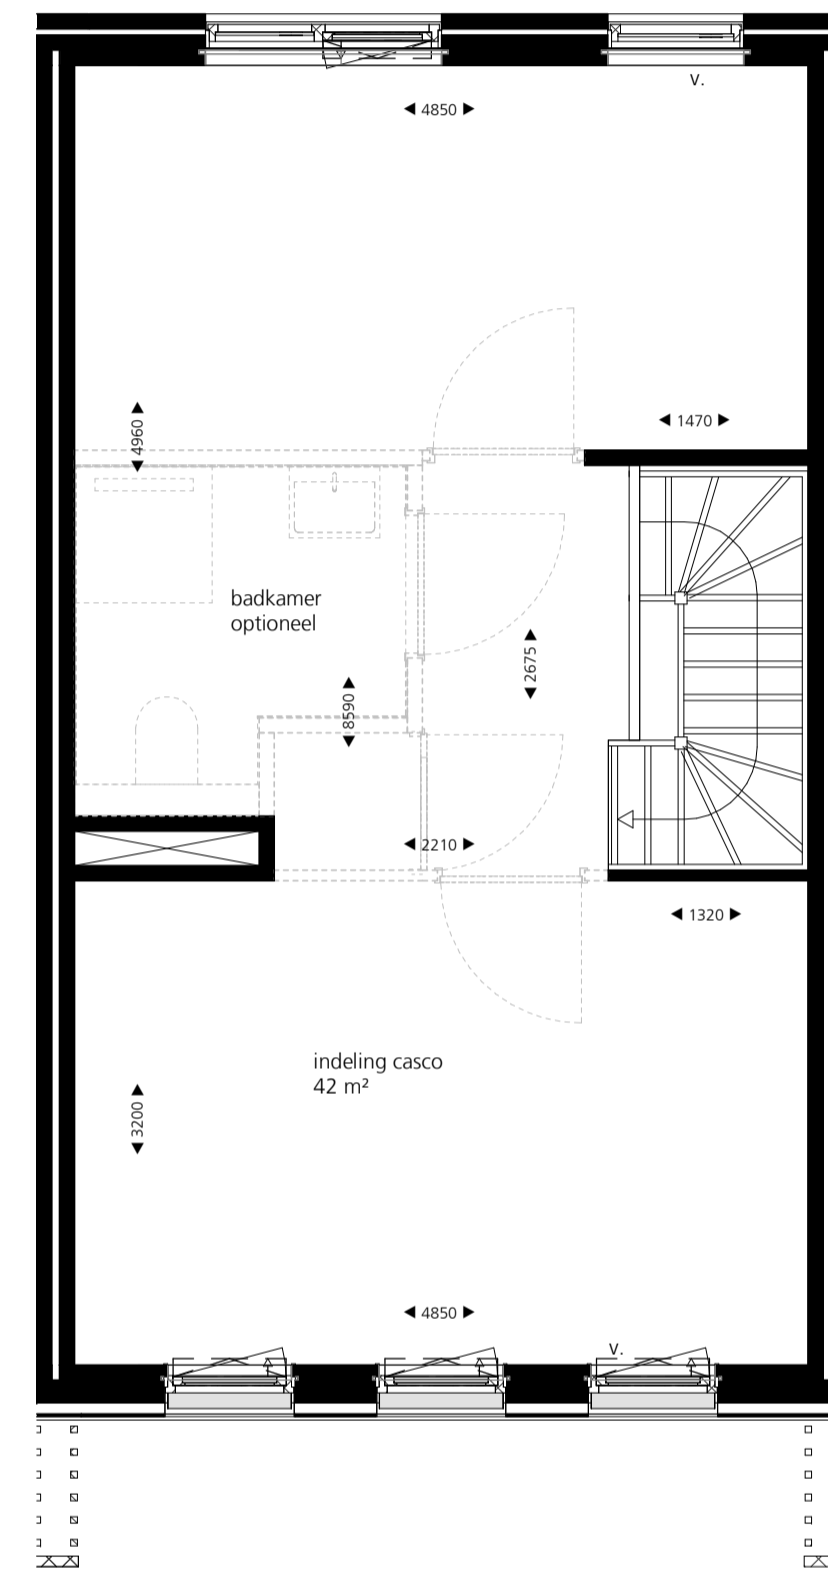 v.
4850
1470
4960
badkamer
optioneel
2675
8590
2210
1320
indeling casco
42 m²
3200
4850
v.